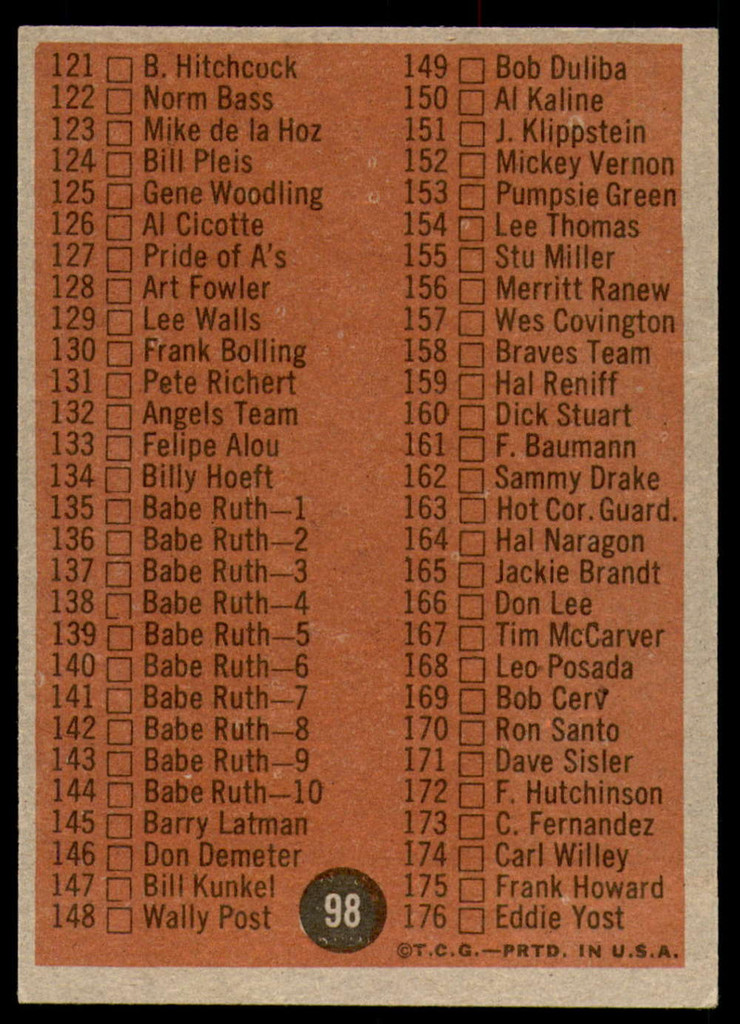 121 B. Hitchcock
122 Norm Bass
123 Mike de la Hoz
124 Bill Pleis
125 Gene Woodling
126 Al Cicotte
127 Pride of A's
128 Art Fowler
129 Lee Walls
130 Frank Bolling
131 Pete Richert
132 Angels Team
133 Felipe Alou
134 Billy Hoeft
135 Babe Ruth—1
136 Babe Ruth—2
137 Babe Ruth—3
138 Babe Ruth—4
139 Babe Ruth—5
140 Babe Ruth—6
141 Babe Ruth—7
142 Babe Ruth—8
143 Babe Ruth—9
144 Babe Ruth—10
145 Barry Latman
146 Don Demeter
147 Bill Kunkel
148 Wally Post
149 Bob Duliba
150 Al Kaline
151 J. Klippstein
152 Mickey Vernon
153 Pumpsie Green
154 Lee Thomas
155 Stu Miller
156 Merritt Ranew
157 Wes Covington
158 Braves Team
159 Hal Reniff
160 Dick Stuart
161 F. Baumann
162 Sammy Drake
163 Hot Cor. Guard.
164 Hal Naragon
165 Jackie Brandt
166 Don Lee
167 Tim McCarver
168 Leo Posada
169 Bob Cerv
170 Ron Santo
171 Dave Sisler
172 F. Hutchinson
173 C. Fernandez
174 Carl Willey
175 Frank Howard
176 Eddie Yost
98
©T.C.G.—PRTD. IN U.S.A.